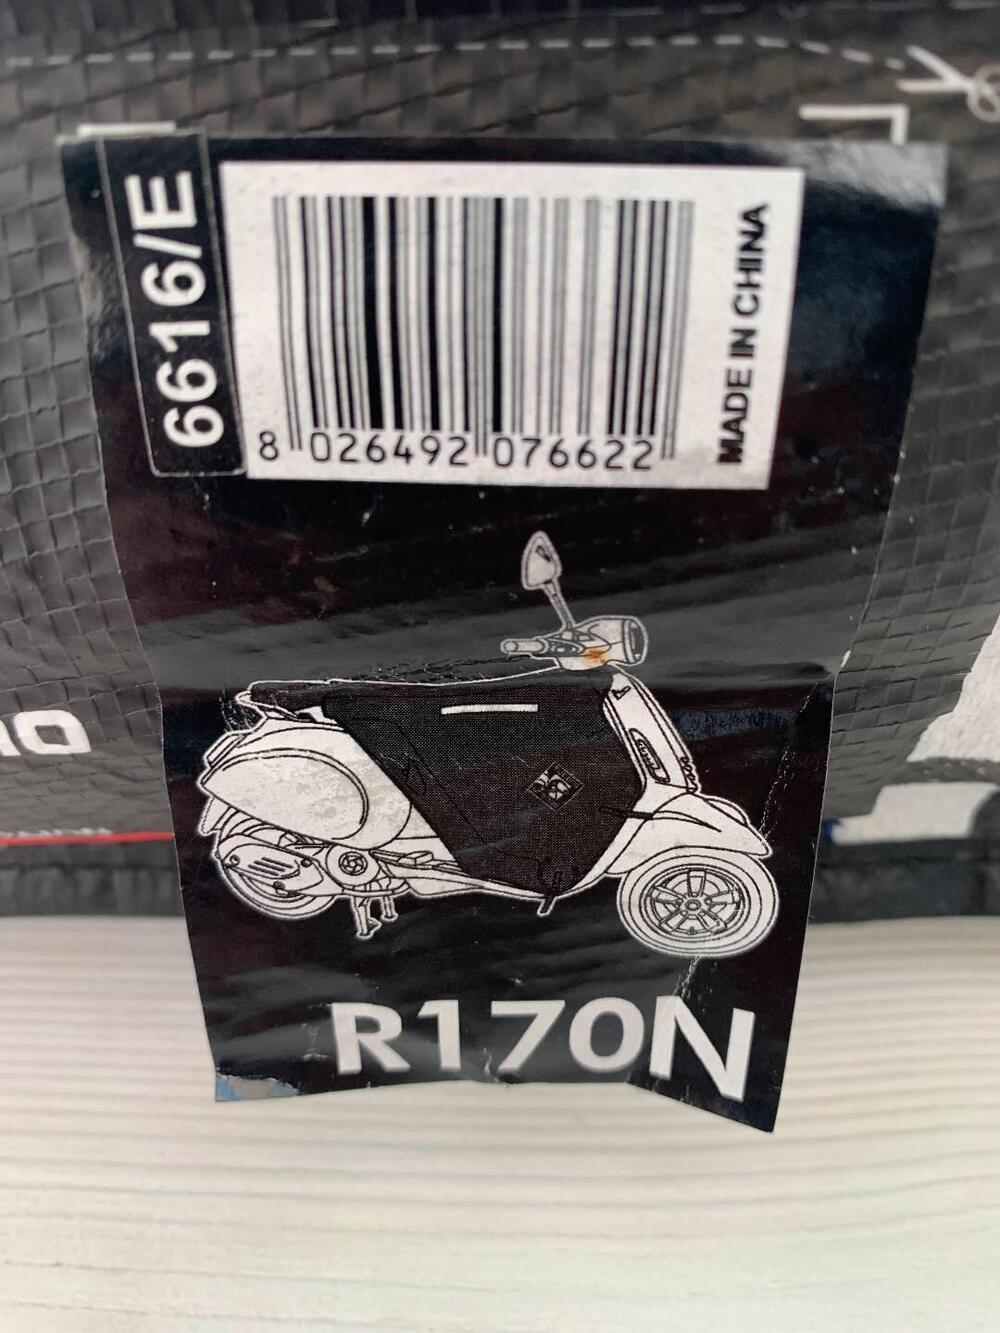 6616/E
8 026492 076622
MADE IN CHINA
R170N